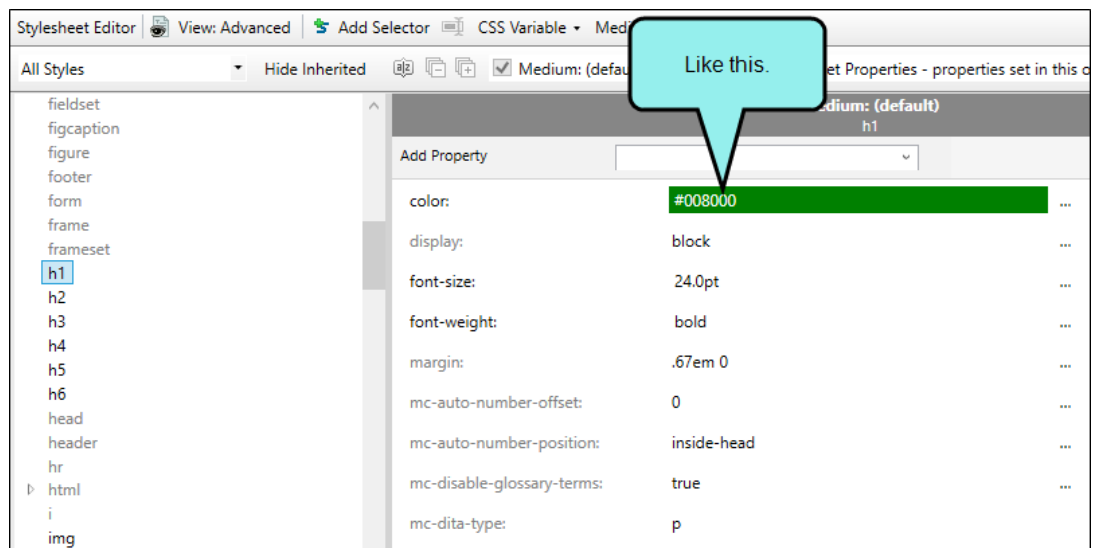 Stylesheet Editor View: Advanced Add Selector CSS Variable Med
Like this.
All Styles Hide Inherited Medium: (defau et Properties - properties set in this
fieldset
figcaption
figure
footer
form
frame
frameset
h1
h2
h3
h4
h5
h6
head
header
hr
html
i
img
dium: (default)
h1
Add Property
color: #008000 ...
display: block ...
font-size: 24.0pt ...
font-weight: bold ...
margin: .67em 0 ...
mc-auto-number-offset: 0 ...
mc-auto-number-position: inside-head ...
mc-disable-glossary-terms: true ...
mc-dita-type: p